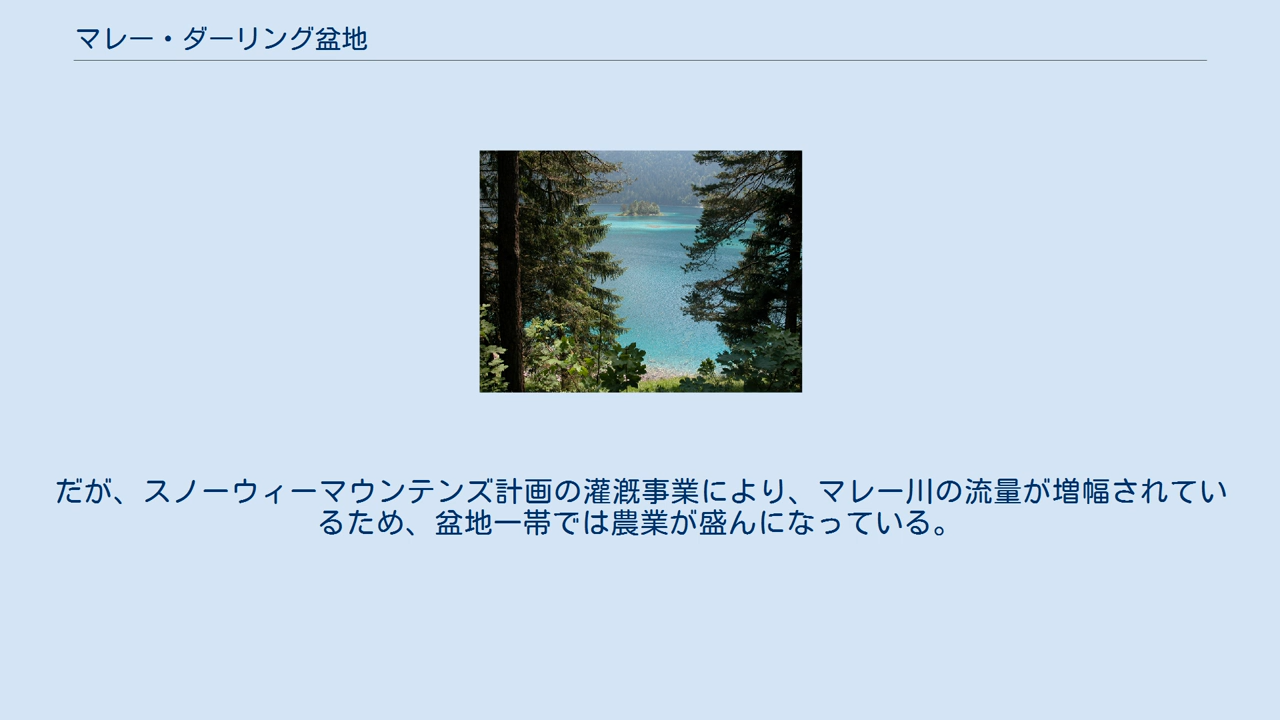 マレー・ダーリング盆地
だが、スノーウィーマウンテンズ計画の灌漑事業により、マレー川の流量が増幅されてい
るため、盆地一帯では農業が盛んになっている。